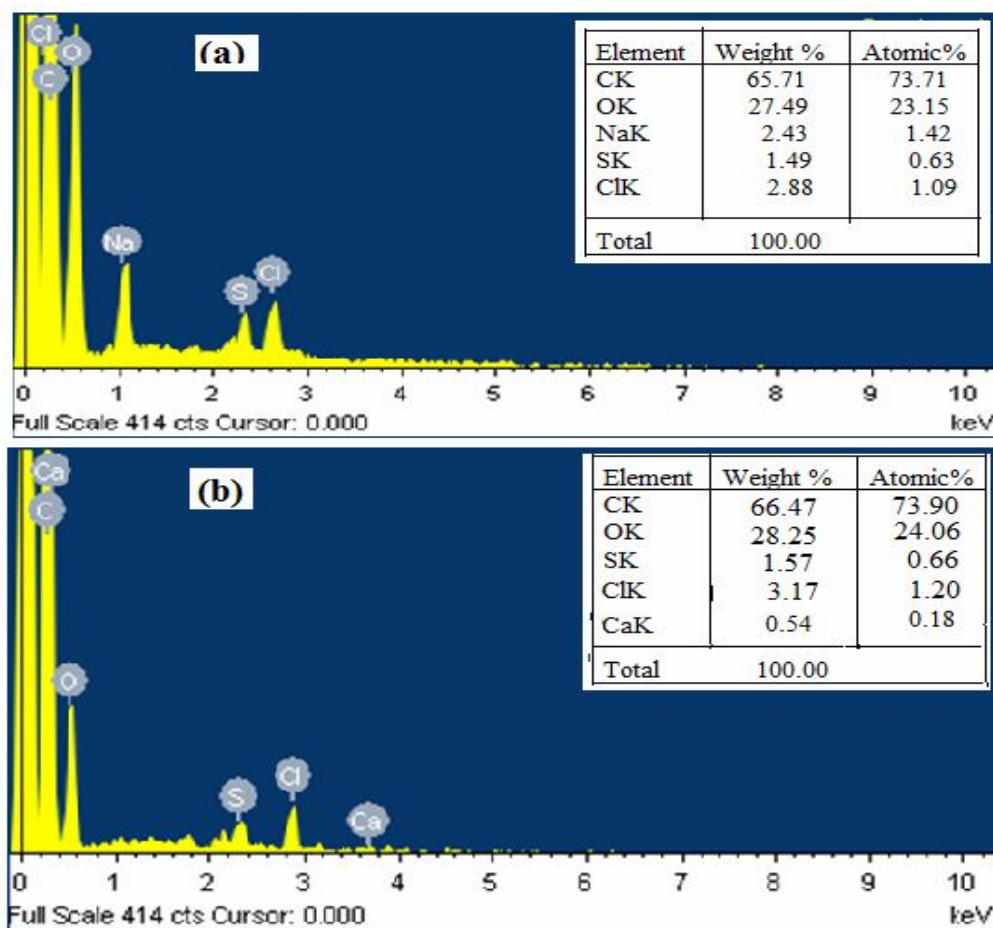 Cl
O
C
(a)
Na
S
Cl
Element Weight % Atomic%
CK 65.71 73.71
OK 27.49 23.15
NaK 2.43 1.42
SK 1.49 0.63
ClK 2.88 1.09
Total 100.00
0 1 2 3 4 5 6 7 8 9 10
Full Scale 414 cts Cursor: 0.000 keV
Ca
C
(b)
O
S
Cl
Ca
Element Weight % Atomic%
CK 66.47 73.90
OK 28.25 24.06
SK 1.57 0.66
ClK 3.17 1.20
CaK 0.54 0.18
Total 100.00
0 1 2 3 4 5 6 7 8 9 10
Full Scale 414 cts Cursor: 0.000 keV